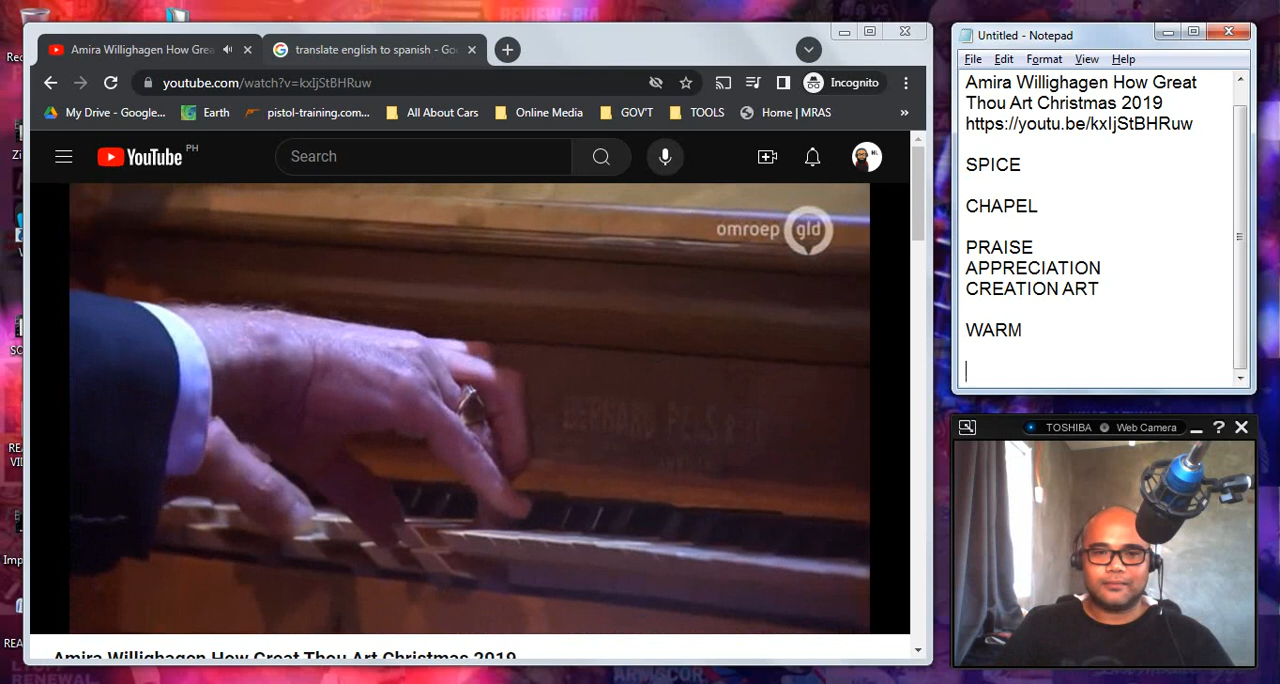 Amira Willighagen How Grea
translate english to spanish - Go
youtube.com/watch?v=kxIjStBHRuw
Incognito
My Drive - Google...
Earth
pistol-training.com...
All About Cars
Online Media
GOV'T
TOOLS
Home | MRAS
»
YouTube PH
Search
omroep gld
Amira Willighagen How Great Thou Art Christmas 2019
Untitled - Notepad
File Edit Format View Help
Amira Willighagen How Great
Thou Art Christmas 2019
https://youtu.be/kxIjStBHRuw
SPICE
CHAPEL
PRAISE
APPRECIATION
CREATION ART
WARM
TOSHIBA Web Camera
RENEWAL
ARMSCOR